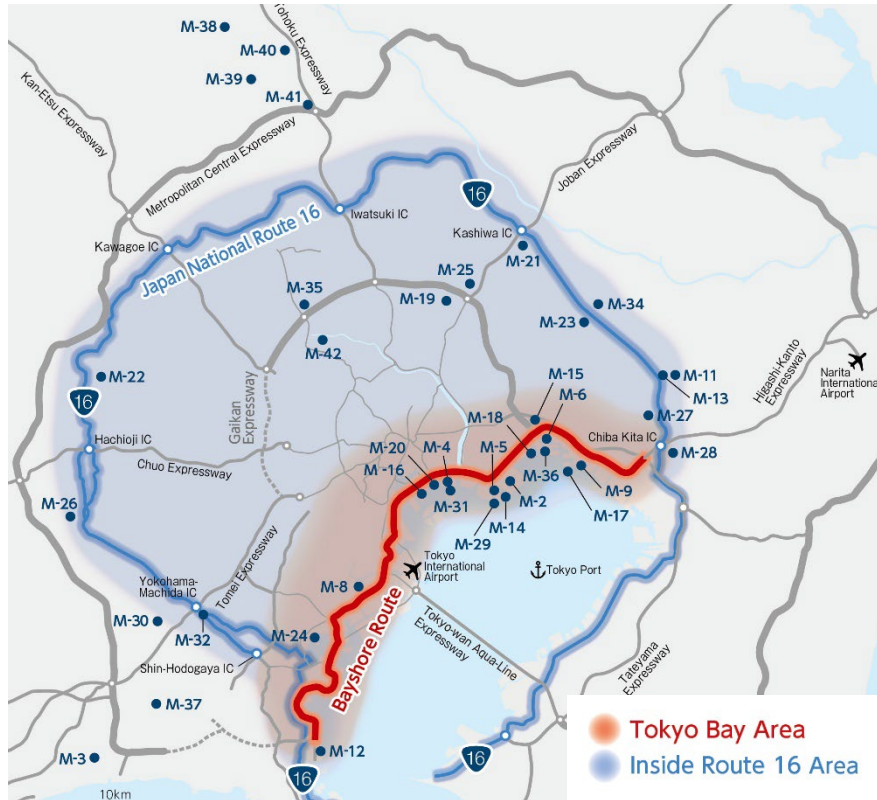 M-38
Tohoku Expressway
M-40
M-39
M-41
Kan-Etsu Expressway
Metropolitan Central Expressway
Joban Expressway
16
Iwatsuki IC
Kashiwa IC
Kawagoe IC
Japan National Route 16
M-21
M-25
M-35
M-19
M-34
M-23
M-42
M-22
Gaikan
Expressway
M-15
M-6
M-11
M-13
Higashi-Kanto
Expressway
Narita
International
Airport
16
M-18
M-27
Hachioji IC
M-20
M-4
M-5
Chiba Kita IC
M-28
Chuo Expressway
M-16
M-36
M-9
M-31
M-2
M-17
M-14
M-26
M-29
Tomei Expressway
Tokyo
International
Airport
Tokyo Port
Yokohama-
Machida IC
M-8
M-30
M-32
M-24
Bayshore Route
Tokyo-wan Aqua-Line
Expressway
Shin-Hodogaya IC
Tateyama
Expressway
M-37
M-12
M-3
16
16
10km
Tokyo Bay Area
Inside Route 16 Area